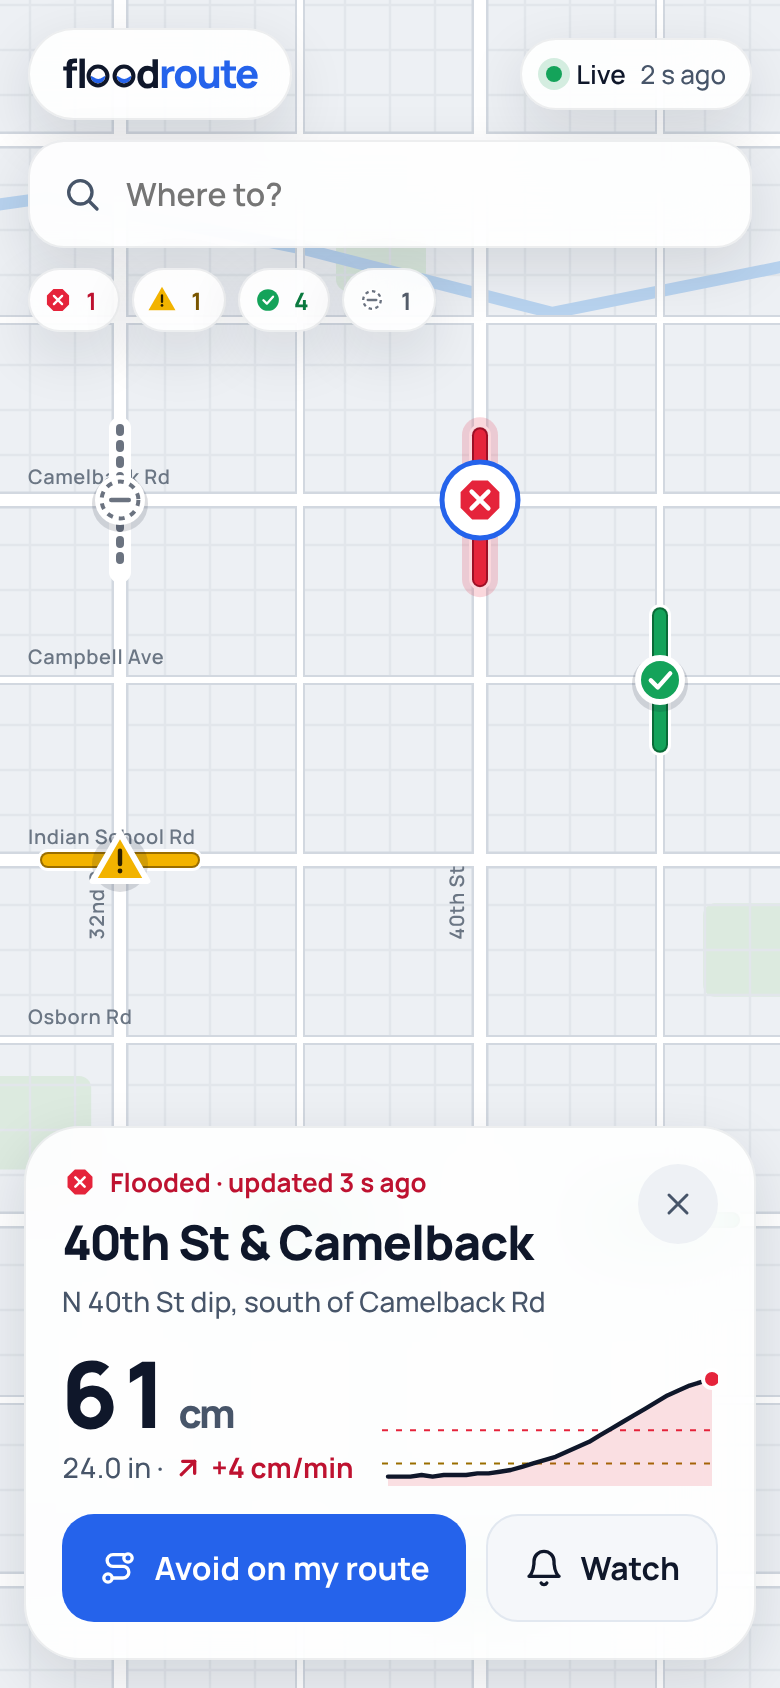 floodroute
Live 2 s ago
Where to?
1 1 4 1
Camelback Rd
Campbell Ave
Indian School Rd
32nd
40th St
Osborn Rd
Flooded · updated 3 s ago
40th St & Camelback
N 40th St dip, south of Camelback Rd
61 cm
24.0 in · +4 cm/min
Avoid on my route
Watch